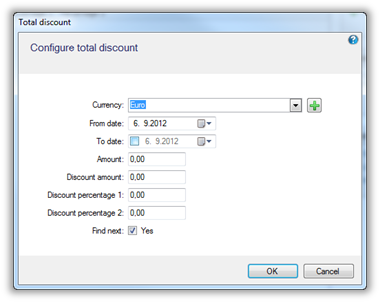 Total discount
Configure total discount
Currency: Euro
From date: 6. 9.2012
To date: 6. 9.2012
Amount: 0,00
Discount amount: 0,00
Discount percentage 1: 0,00
Discount percentage 2: 0,00
Find next: Yes
OK Cancel